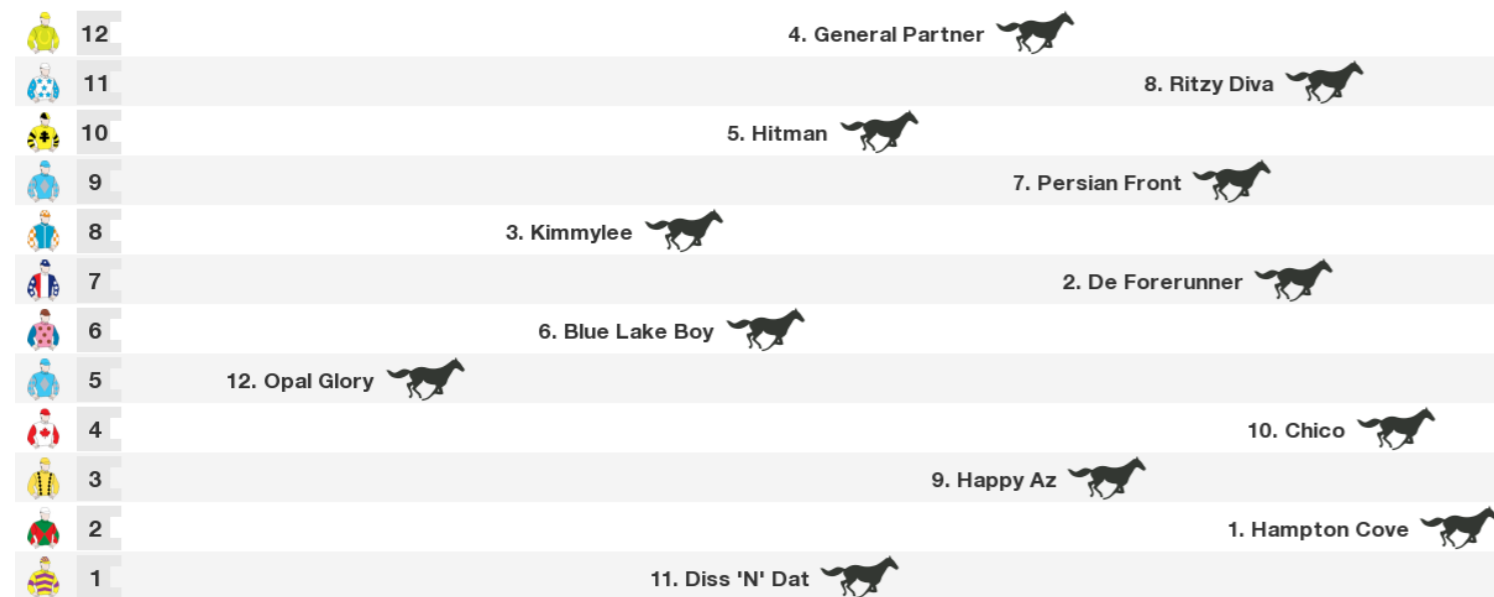 12 4. General Partner
11 8. Ritzy Diva
10 5. Hitman
9 7. Persian Front
8 3. Kimmylee
7 2. De Forerunner
6 6. Blue Lake Boy
5 12. Opal Glory
4 10. Chico
3 9. Happy Az
2 1. Hampton Cove
1 11. Diss 'N' Dat